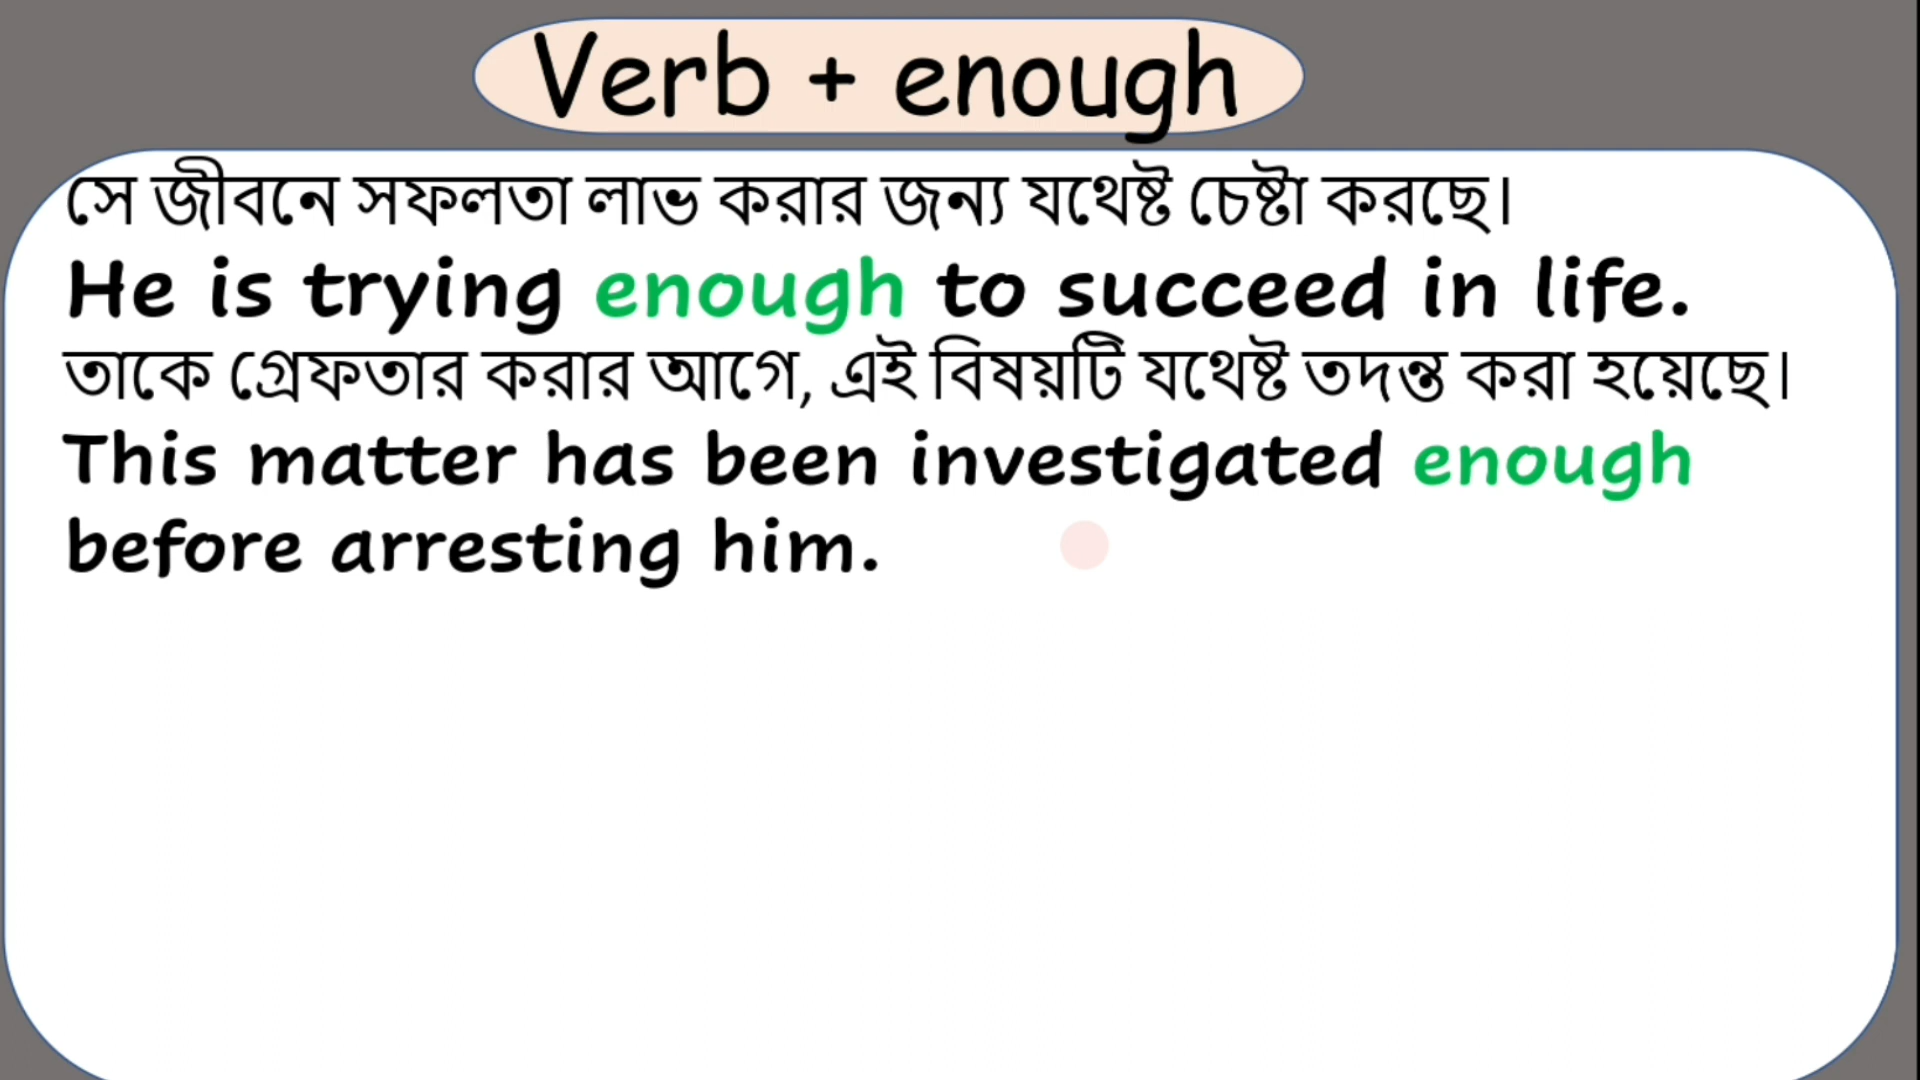 Verb + enough
সে জীবনে সফলতা লাভ করার জন্য যথেষ্ট চেষ্টা করছে।
He is trying enough to succeed in life.
তাকে গ্রেফতার করার আগে, এই বিষয়টি যথেষ্ট তদন্ত করা হয়েছে।
This matter has been investigated enough
before arresting him.